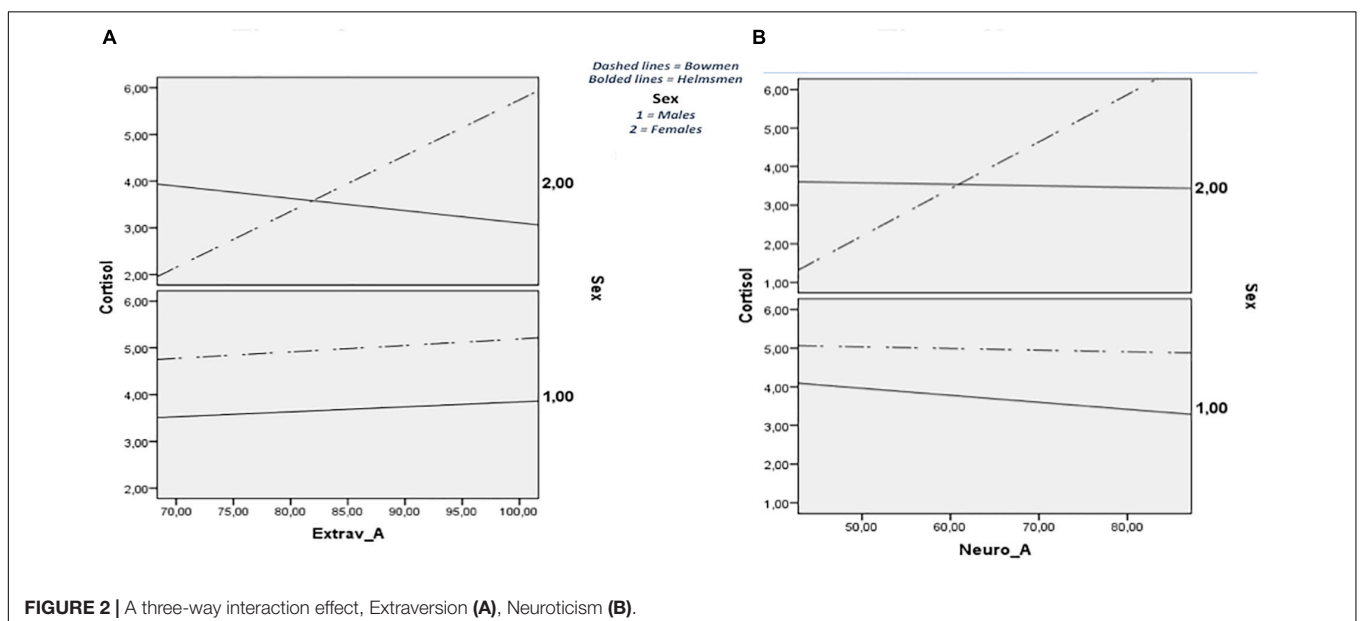 A
B
Dashed lines = Bowmen
Bolded lines = Helmsmen
Sex
1 = Males
2 = Females
6,00
5,00
4,00
3,00
2,00
2,00
6,00
5,00
4,00
3,00
2,00
1,00
Cortisol
Sex
70,00 75,00 80,00 85,00 90,00 95,00 100,00
Extrav_A
6,00
5,00
4,00
3,00
2,00
1,00
2,00
6,00
5,00
4,00
3,00
2,00
1,00
1,00
Cortisol
Sex
50,00 60,00 70,00 80,00
Neuro_A
FIGURE 2 | A three-way interaction effect, Extraversion (A), Neuroticism (B).